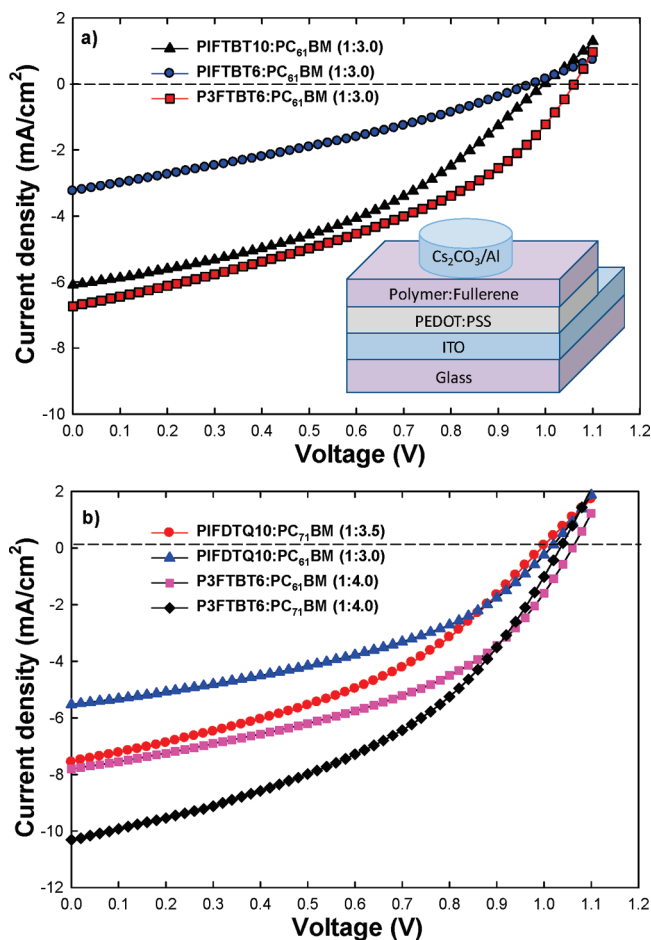 a)
PIFTBT10:PC₆₁BM (1:3.0)
PIFTBT6:PC₆₁BM (1:3.0)
P3FTBT6:PC₆₁BM (1:3.0)
2
0
-2
-4
-6
-8
-10
Current density (mA/cm²)
Cs₂CO₃/Al
Polymer:Fullerene
PEDOT:PSS
ITO
Glass
0.0 0.1 0.2 0.3 0.4 0.5 0.6 0.7 0.8 0.9 1.0 1.1 1.2
Voltage (V)
b)
PIFDTQ10:PC₇₁BM (1:3.5)
PIFDTQ10:PC₆₁BM (1:3.0)
P3FTBT6:PC₆₁BM (1:4.0)
P3FTBT6:PC₇₁BM (1:4.0)
2
0
-2
-4
-6
-8
-10
-12
Current density (mA/cm²)
0.0 0.1 0.2 0.3 0.4 0.5 0.6 0.7 0.8 0.9 1.0 1.1 1.2
Voltage (V)